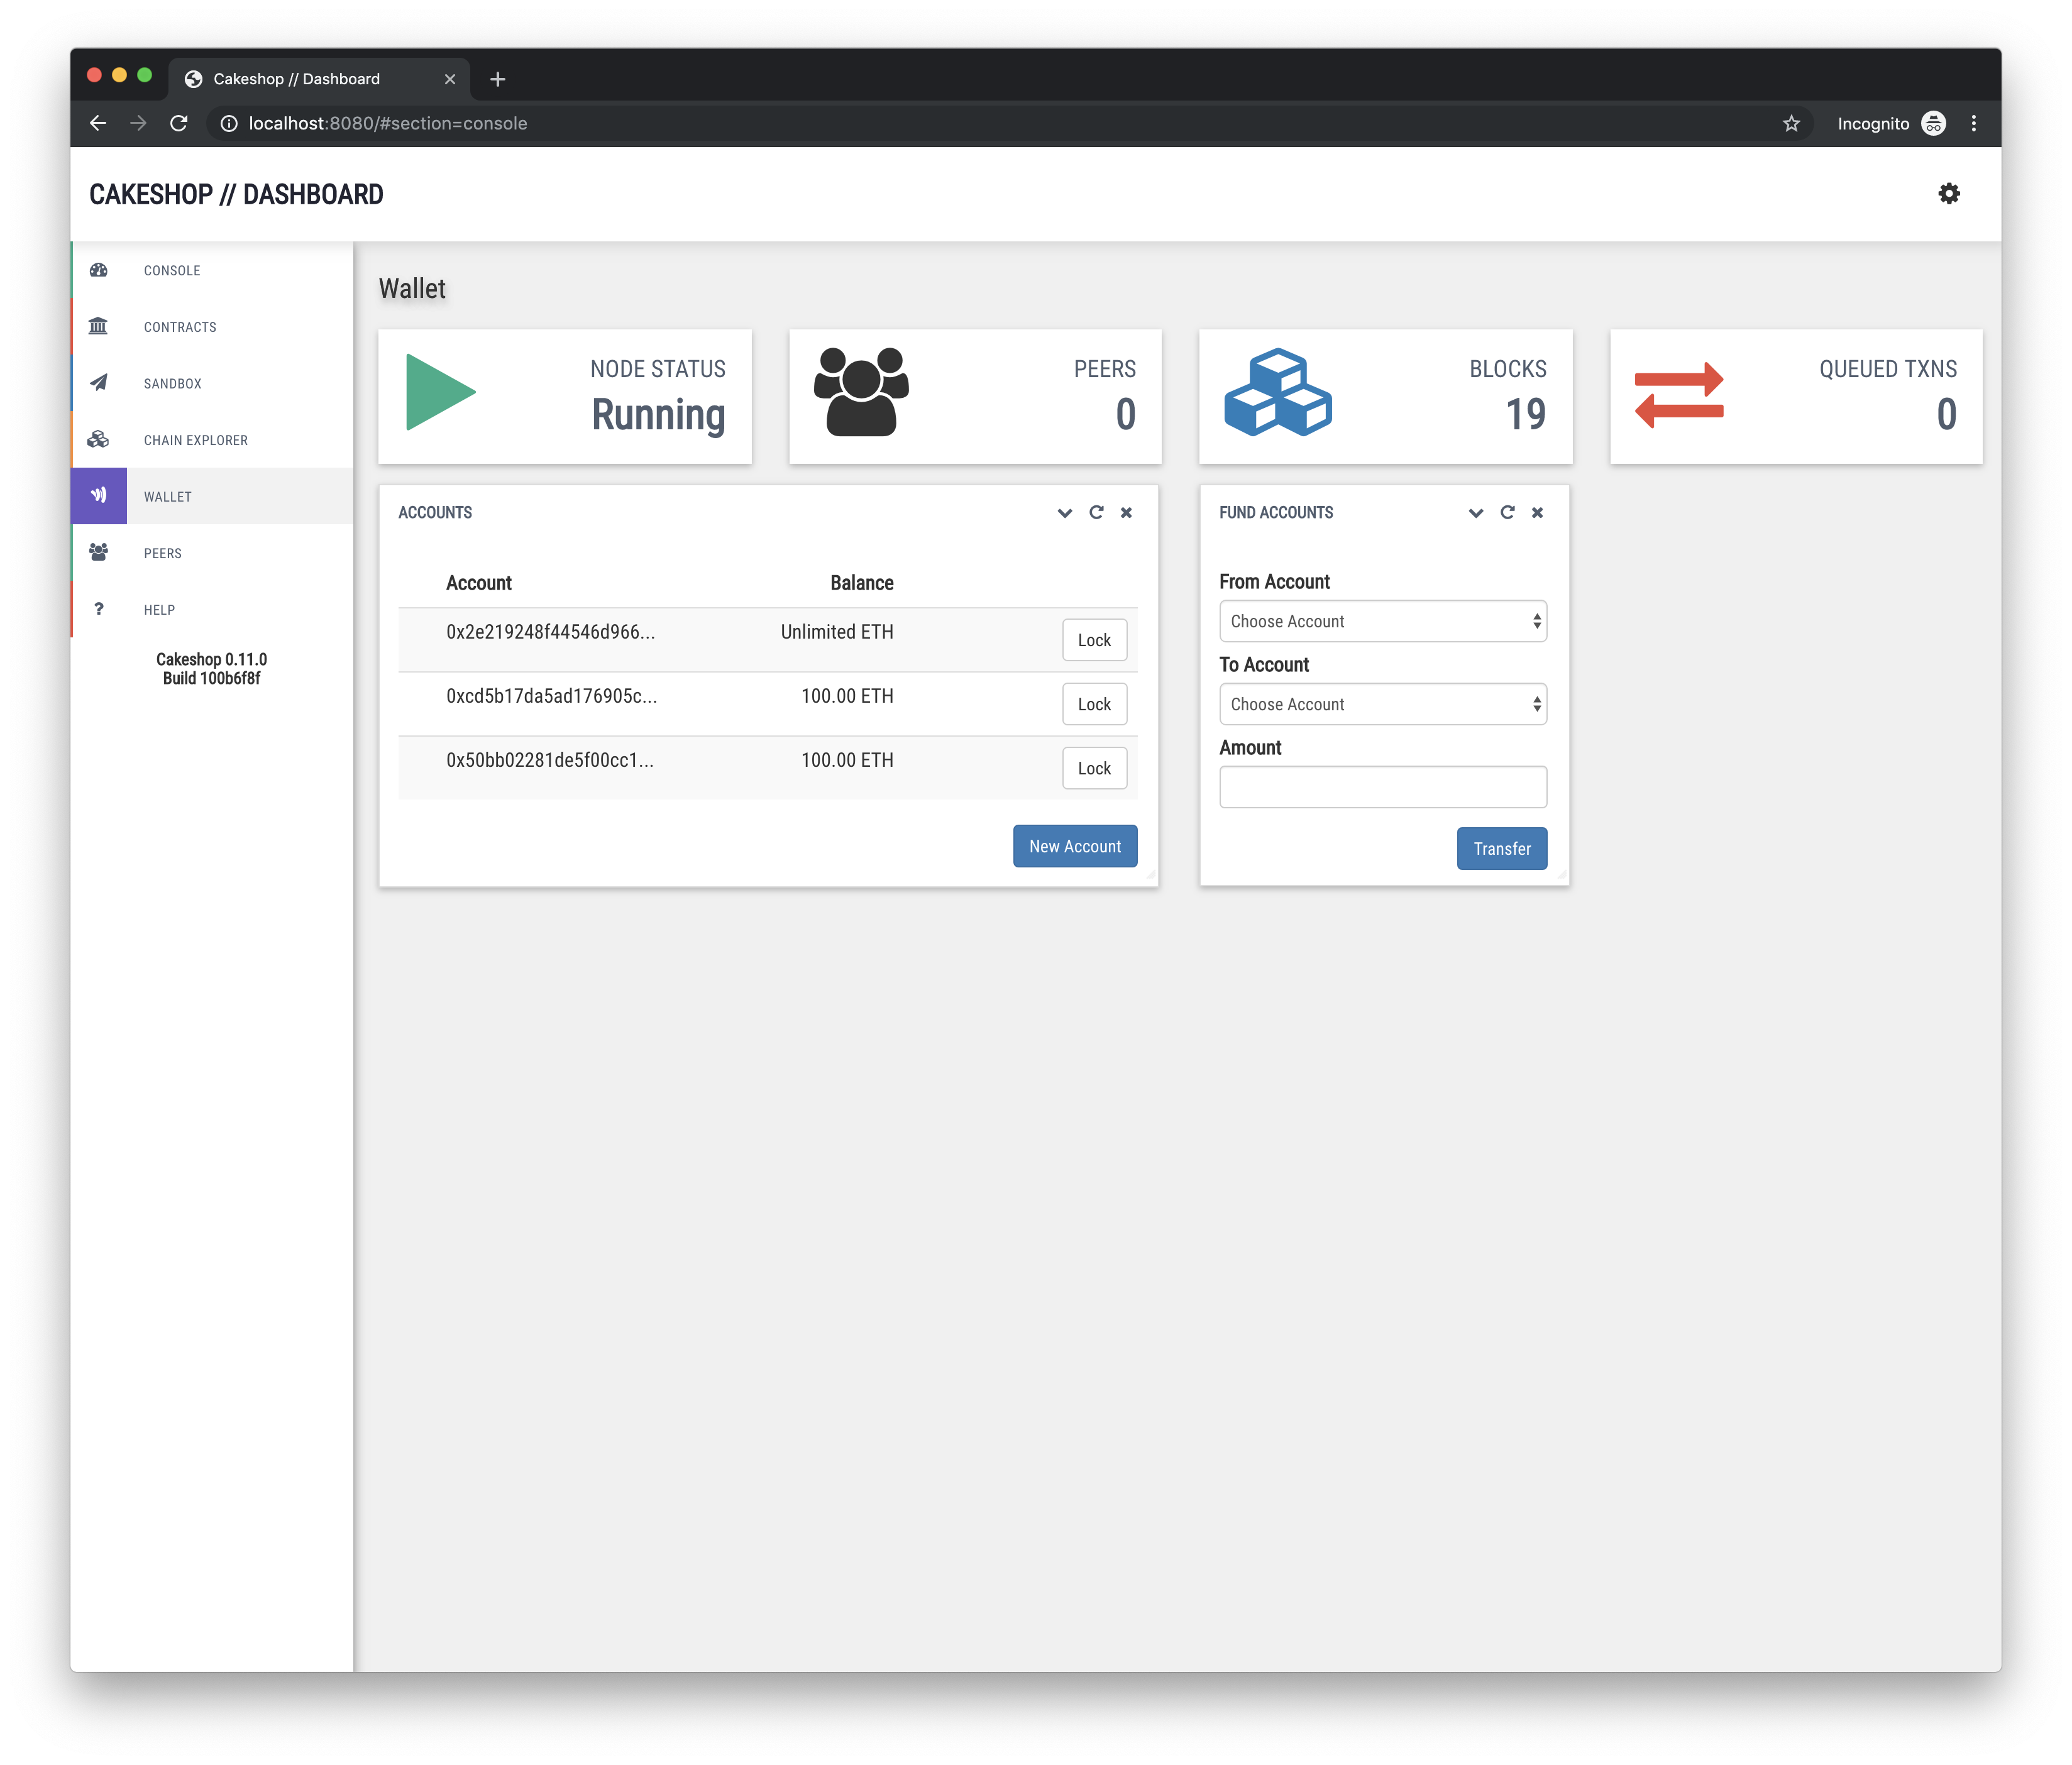 Cakeshop // Dashboard
localhost:8080/#section=console
Incognito
CAKESHOP // DASHBOARD
CONSOLE
CONTRACTS
SANDBOX
CHAIN EXPLORER
WALLET
PEERS
? HELP
Cakeshop 0.11.0
Build 100b6f8f
Wallet
NODE STATUS
Running
PEERS
0
BLOCKS
19
QUEUED TXNS
0
ACCOUNTS
Account Balance
0x2e219248f44546d966... Unlimited ETH Lock
0xcd5b17da5ad176905c... 100.00 ETH Lock
0x50bb02281de5f00cc1... 100.00 ETH Lock
New Account
FUND ACCOUNTS
From Account
Choose Account
To Account
Choose Account
Amount
Transfer